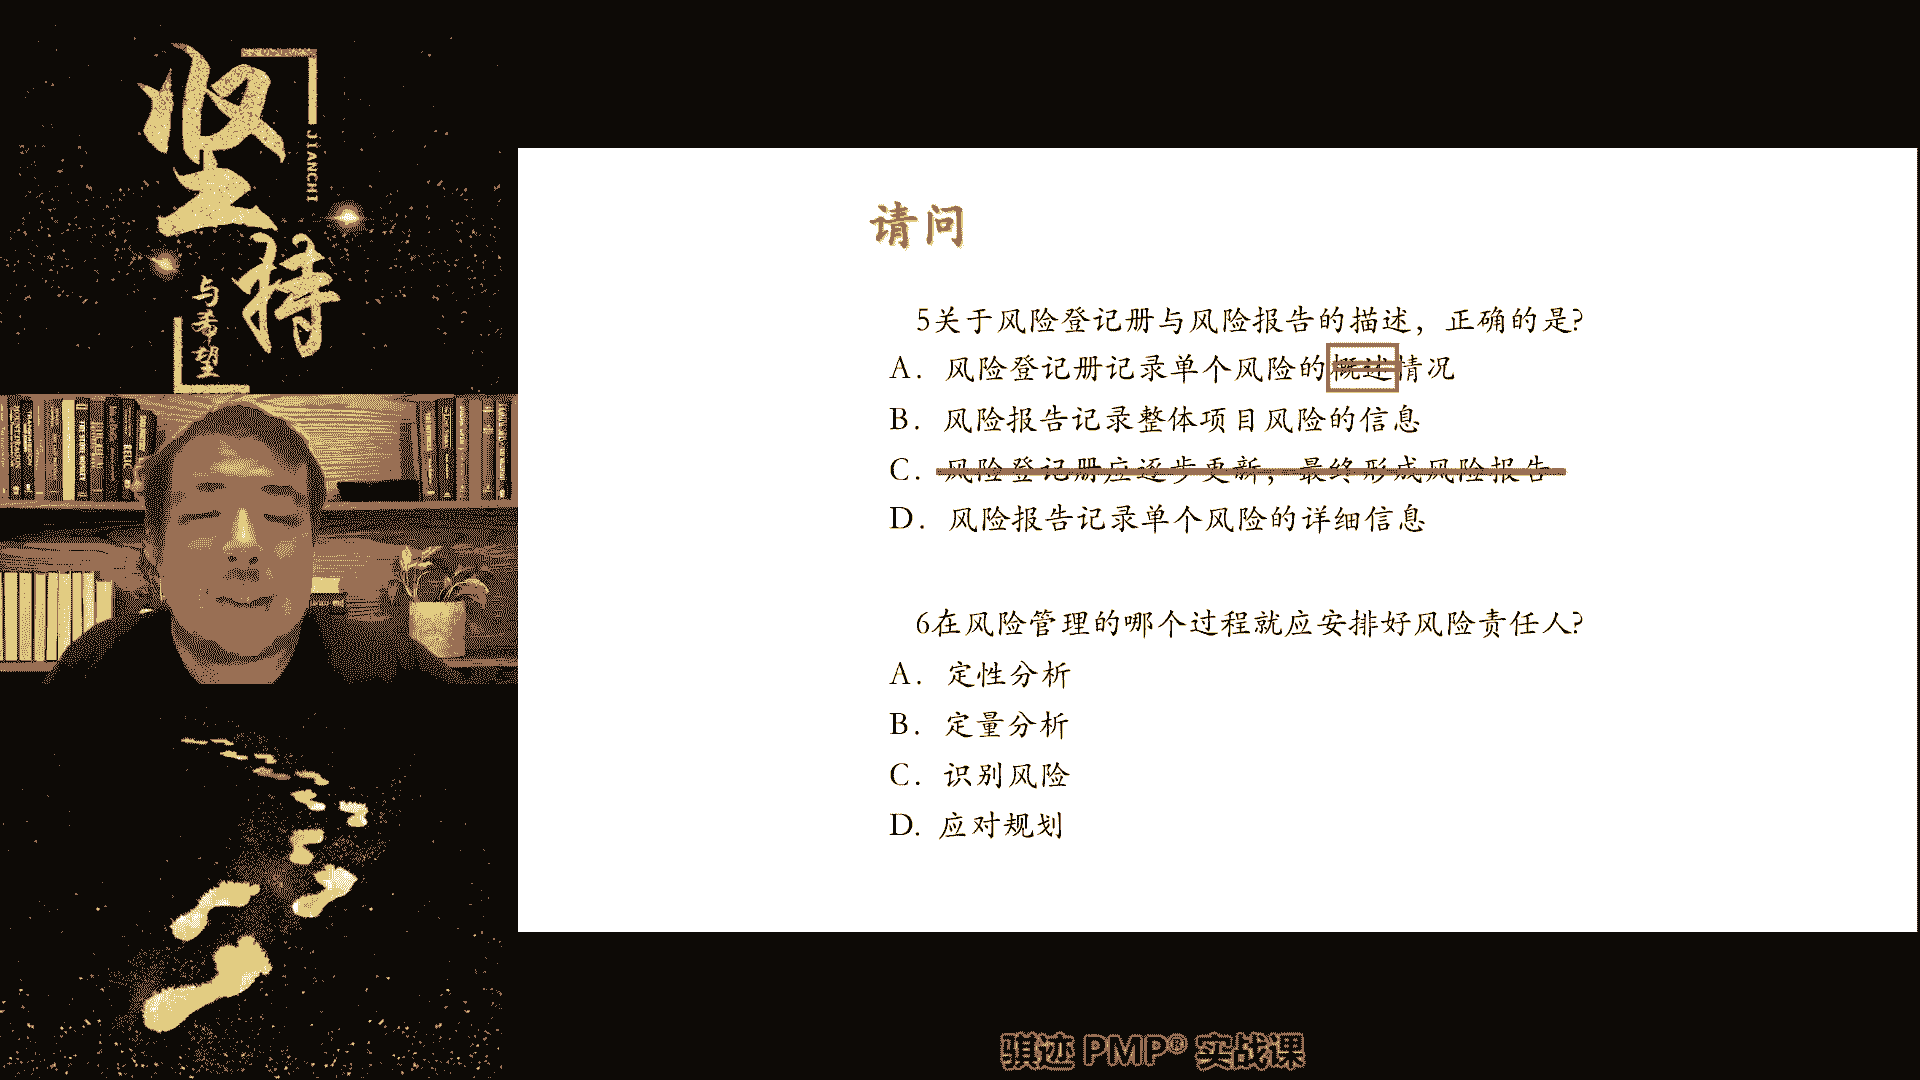 坚持
JIANCHI
与希望
请问
5关于风险登记册与风险报告的描述，正确的是?
A. 风险登记册记录单个风险的概述情况
B. 风险报告记录整体项目风险的信息
C. 风险登记册应逐步更新，最终形成风险报告
D. 风险报告记录单个风险的详细信息
6在风险管理的哪个过程就应安排好风险责任人?
A. 定性分析
B. 定量分析
C. 识别风险
D. 应对规划
骐迹 PMP® 实战课